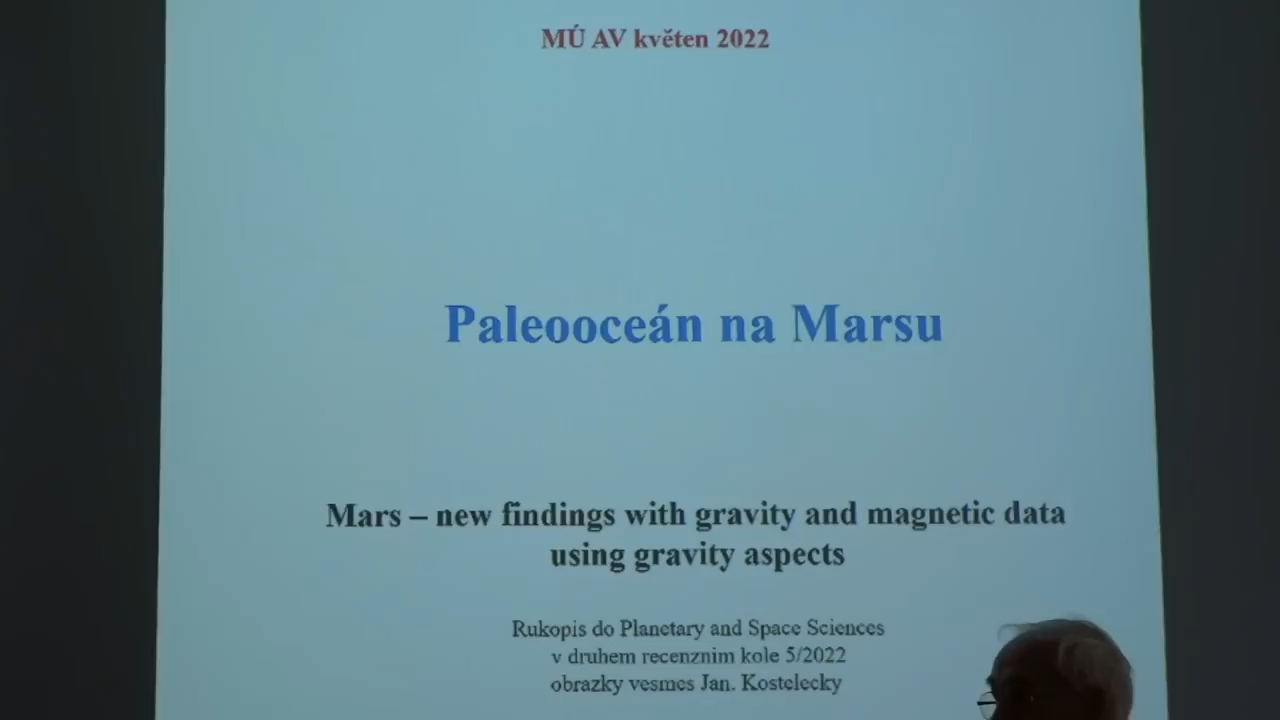 MÚ AV květen 2022
Paleooceán na Marsu
Mars – new findings with gravity and magnetic data
using gravity aspects
Rukopis do Planetary and Space Sciences
v druhem recenznim kole 5/2022
obrazky vesmes Jan. Kostelecky